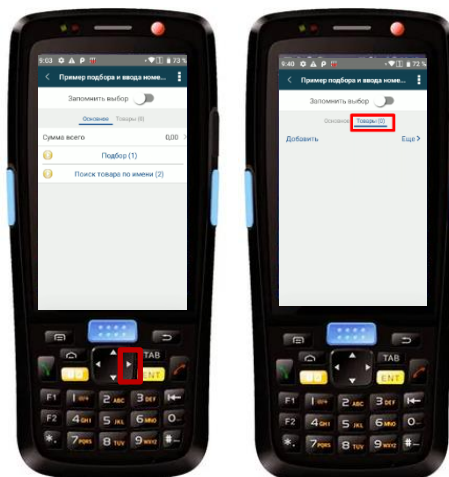 9:03 73 %
Пример подбора и ввода номе...
Запомнить выбор
Основное Товары (0)
Сумма всего 0,00
Подбор (1)
Поиск товара по имени (2)
TAB
ENT
F1 1 2 ABC 3 DEF
F2 4 GHI 5 JKL 6 MNO 0
* 7 PQRS 8 TUV 9 WXYZ #
9:40 72 %
Пример подбора и ввода номе...
Запомнить выбор
Основное Товары (0)
Добавить Еще
TAB
ENT
F1 1 2 ABC 3 DEF
F2 4 GHI 5 JKL 6 MNO 0
* 7 PQRS 8 TUV 9 WXYZ #